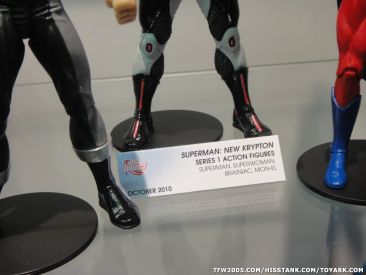 SUPERMAN: NEW KRYPTON
SERIES 1 ACTION FIGURES
SUPERMAN, SUPERWOMAN,
BRAINIAC, MON-EL
OCTOBER 2010
TFW2005.COM/HISSTANK.COM/TOYARK.COM